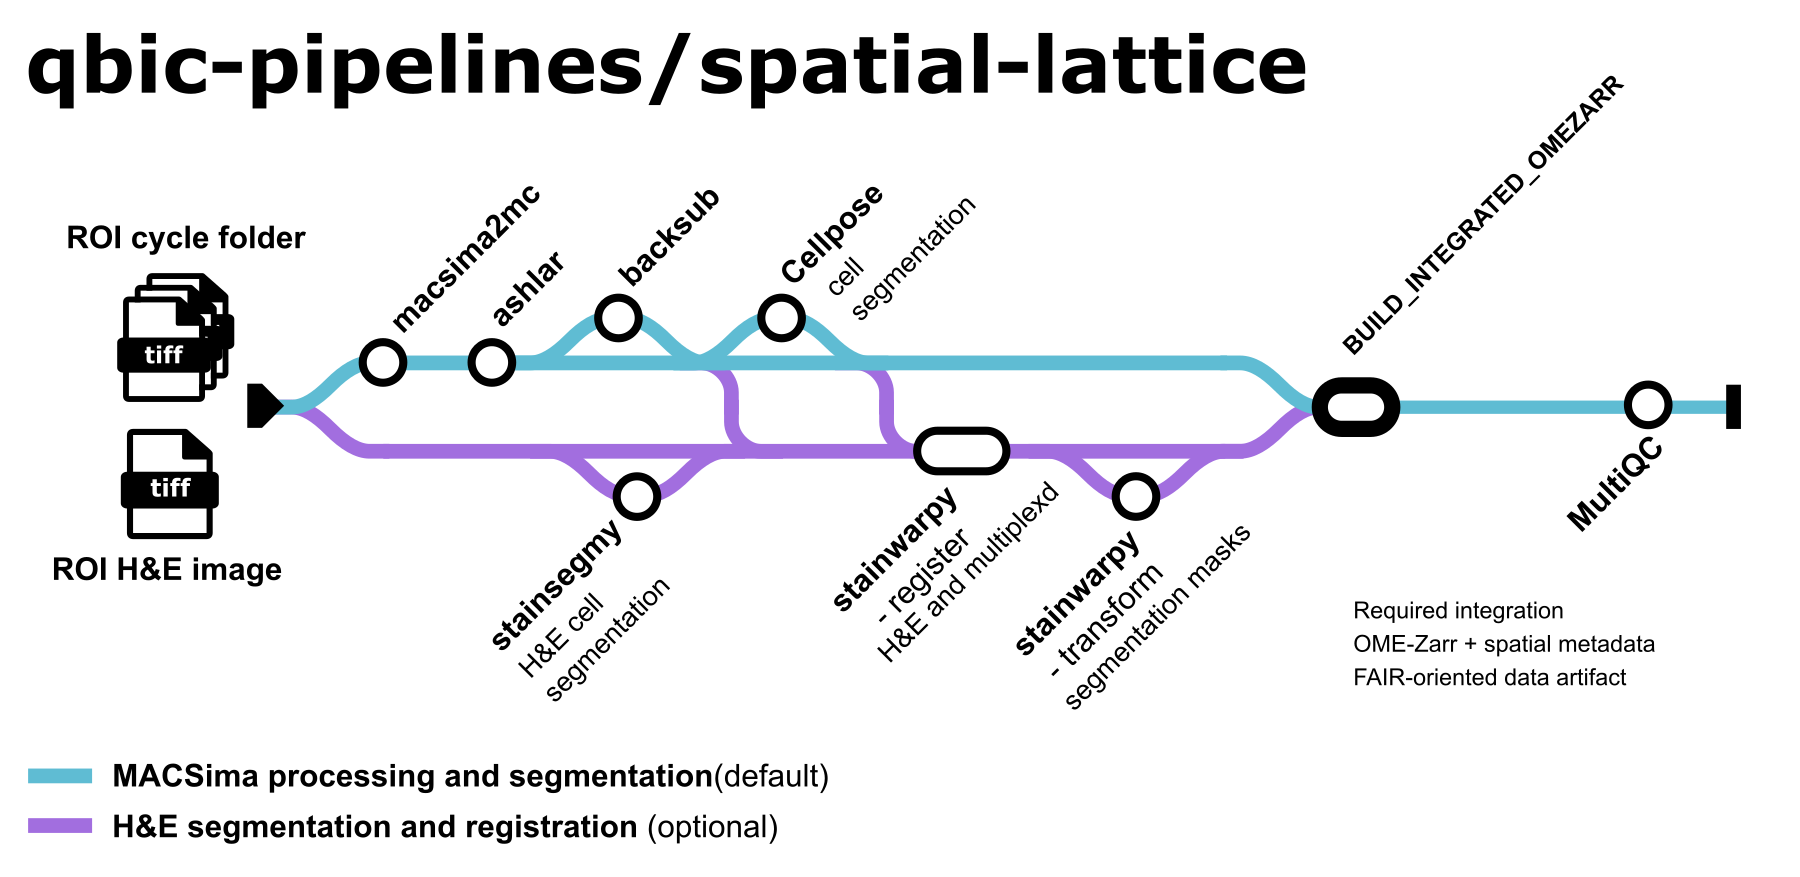 qbic-pipelines/spatial-lattice
ROI cycle folder
tiff
tiff
ROI H&E image
macsima2mc
ashlar
backsub
Cellpose
cell
segmentation
BUILD_INTEGRATED_OMEZARR
MultiQC
stainsegmy
H&E cell
segmentation
stainwarpy
- register
H&E and multiplexd
stainwarpy
- transform
segmentation masks
Required integration
OME-Zarr + spatial metadata
FAIR-oriented data artifact
MACSima processing and segmentation(default)
H&E segmentation and registration (optional)